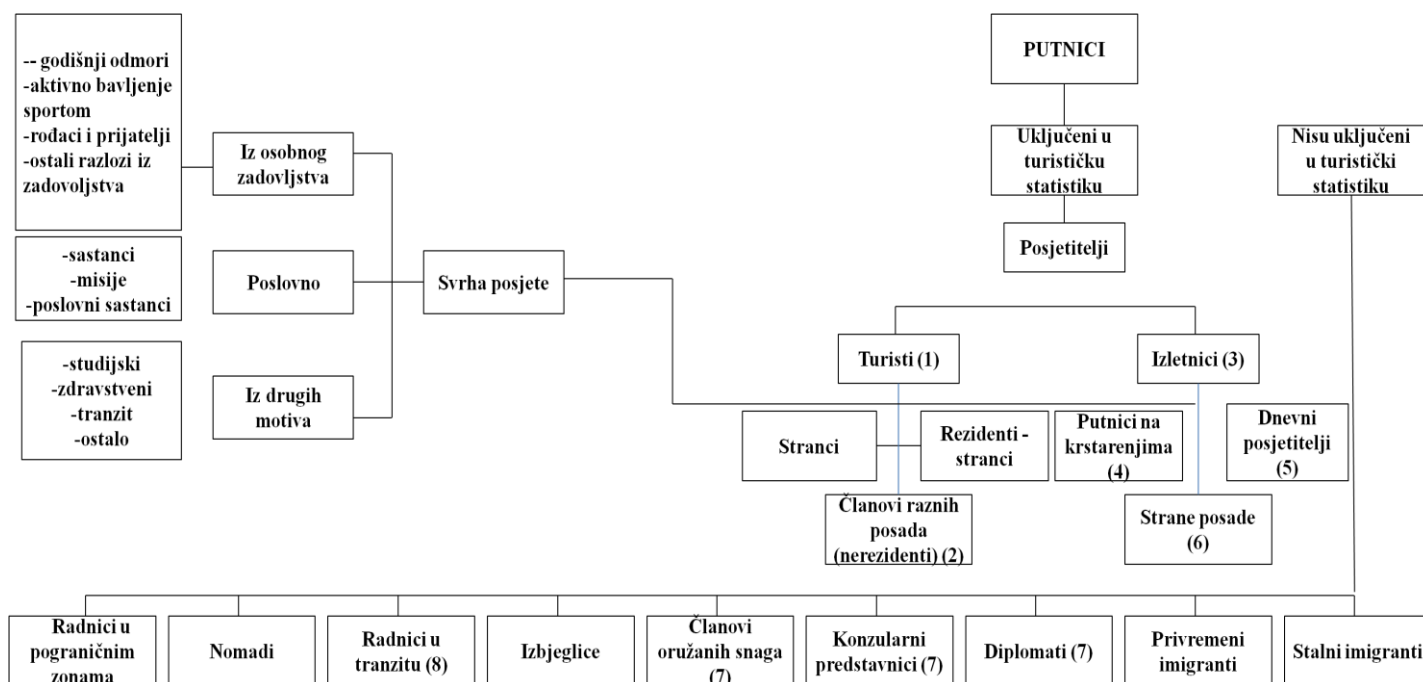 PUTNICI
Uključeni u
turističku
statistiku
Nisu uključeni
u turistički
statistiku
Posjetitelji
-- godišnji odmori
-aktivno bavljenje
sportom
-rođaci i prijatelji
-ostali razlozi iz
zadovoljstva
Iz osobnog
zadovljstva
-sastanci
-misije
-poslovni sastanci
Poslovno
Svrha posjete
-studijski
-zdravstveni
-tranzit
-ostalo
Iz drugih
motiva
Turisti (1)
Izletnici (3)
Stranci
Rezidenti -
stranci
Putnici na
krstarenjima
(4)
Dnevni
posjetitelji
(5)
Članovi raznih
posada
(nerezidenti) (2)
Strane posade
(6)
Radnici u
pograničnim
zonama
Nomadi
Radnici u
tranzitu (8)
Izbjeglice
Članovi
oružanih snaga
(7)
Konzularni
predstavnici (7)
Diplomati (7)
Privremeni
imigranti
Stalni imigranti